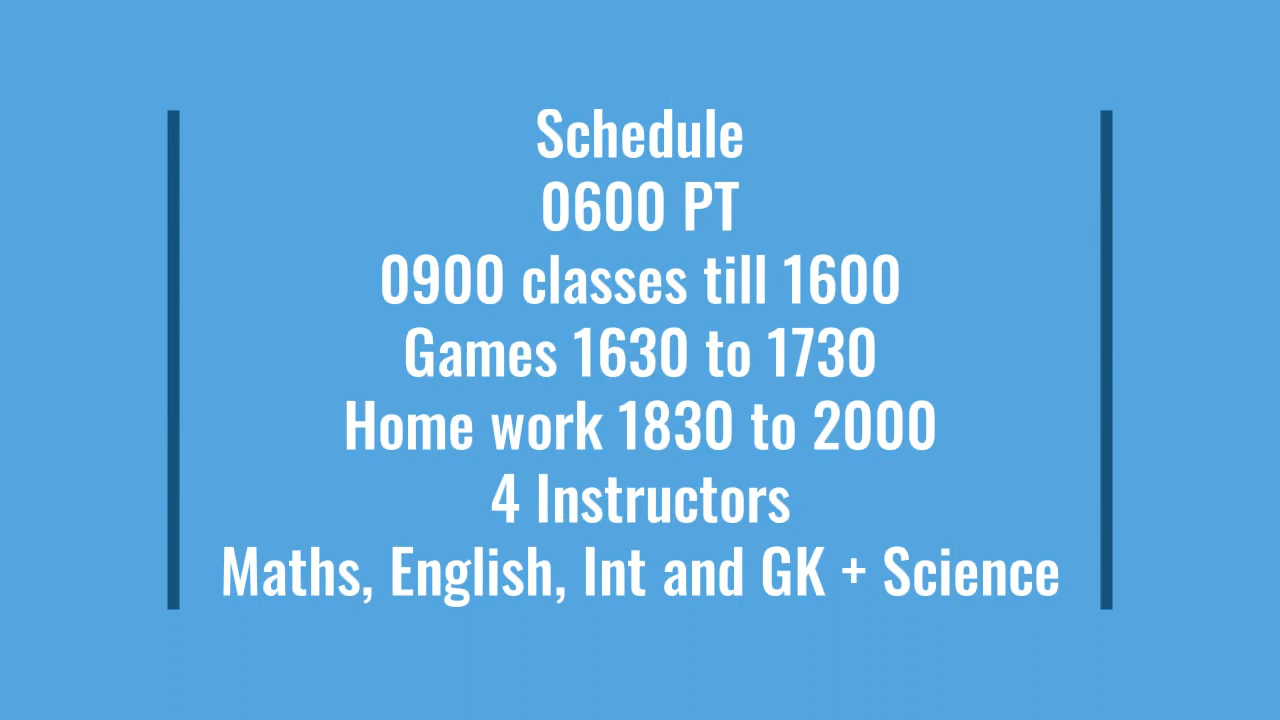 Schedule
0600 PT
0900 classes till 1600
Games 1630 to 1730
Home work 1830 to 2000
4 Instructors
Maths, English, Int and GK + Science